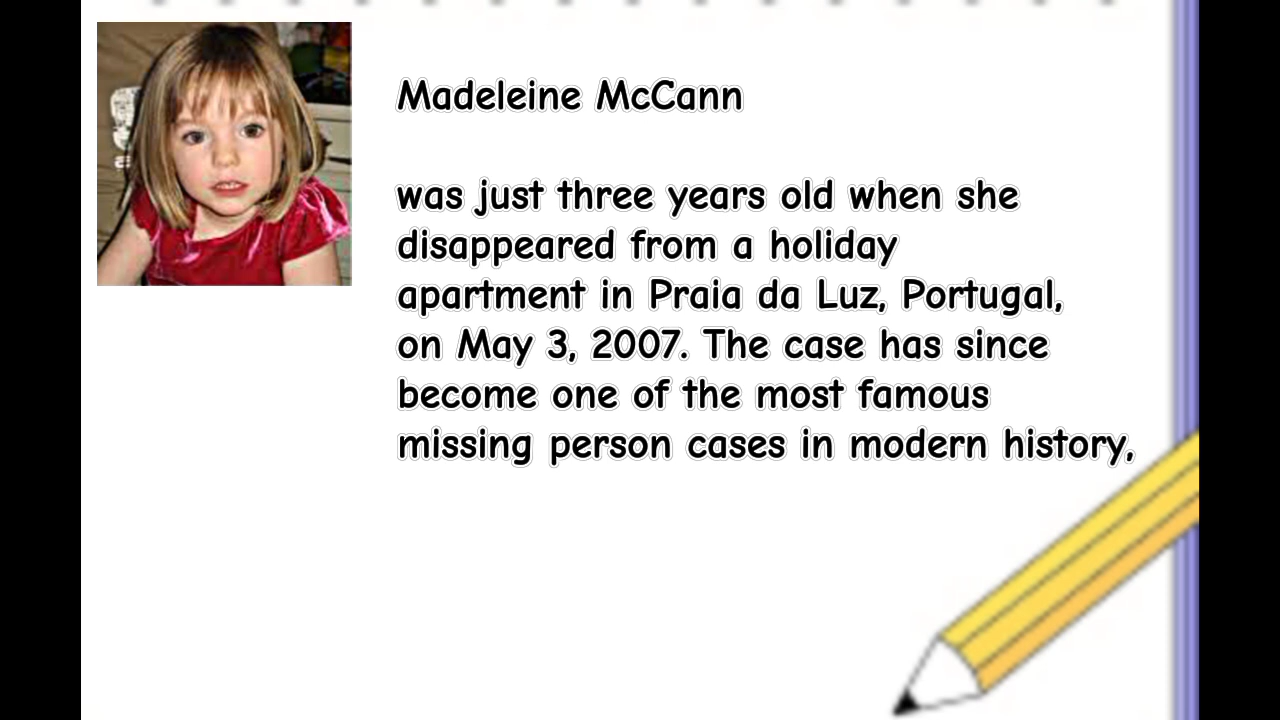 Madeleine McCann
was just three years old when she
disappeared from a holiday
apartment in Praia da Luz, Portugal,
on May 3, 2007. The case has since
become one of the most famous
missing person cases in modern history,